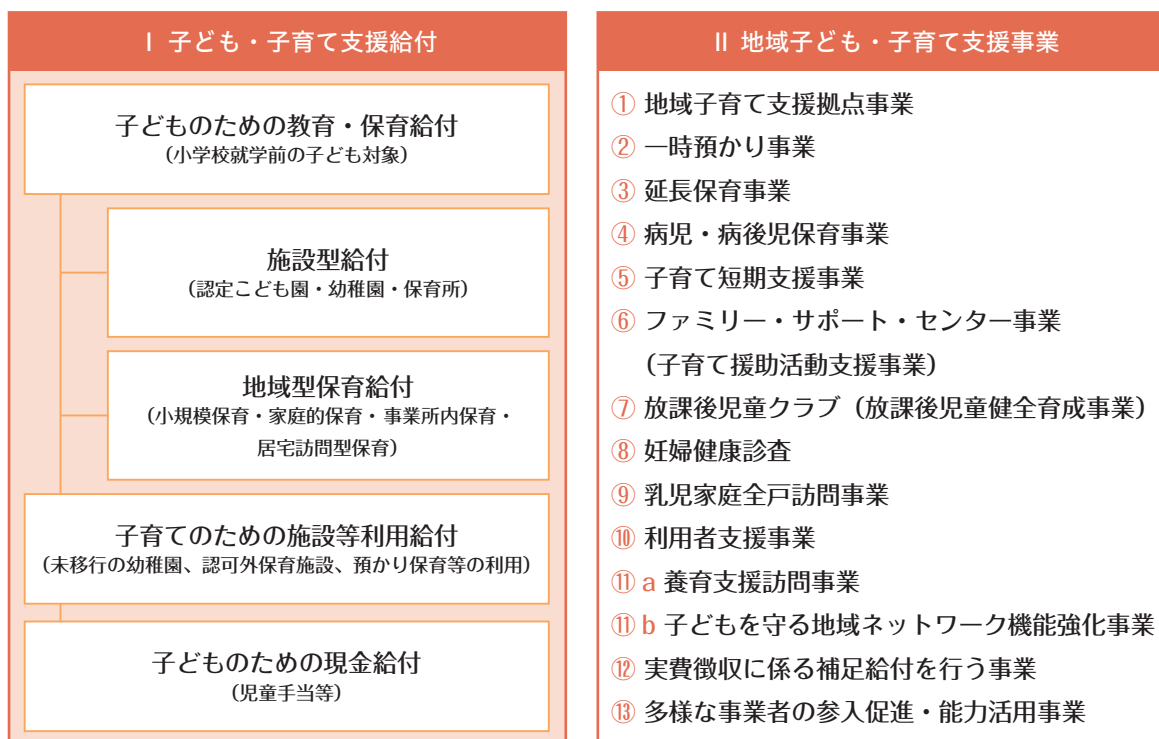 Ⅰ 子ども・子育て支援給付
子どものための教育・保育給付
（小学校就学前の子ども対象）
施設型給付
（認定こども園・幼稚園・保育所）
地域型保育給付
（小規模保育・家庭的保育・事業所内保育・
居宅訪問型保育）
子育てのための施設等利用給付
（未移行の幼稚園、認可外保育施設、預かり保育等の利用）
子どものための現金給付
（児童手当等）
Ⅱ 地域子ども・子育て支援事業
① 地域子育て支援拠点事業
② 一時預かり事業
③ 延長保育事業
④ 病児・病後児保育事業
⑤ 子育て短期支援事業
⑥ ファミリー・サポート・センター事業
（子育て援助活動支援事業）
⑦ 放課後児童クラブ（放課後児童健全育成事業）
⑧ 妊婦健康診査
⑨ 乳児家庭全戸訪問事業
⑩ 利用者支援事業
⑪ a 養育支援訪問事業
⑪ b 子どもを守る地域ネットワーク機能強化事業
⑫ 実費徴収に係る補足給付を行う事業
⑬ 多様な事業者の参入促進・能力活用事業